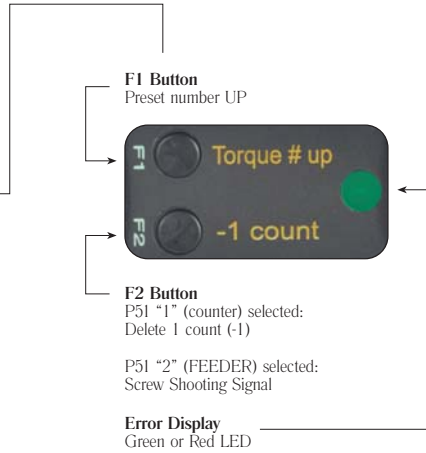 F1 Button
Preset number UP
F1
Torque # up
F2
-1 count
F2 Button
P51 “1” (counter) selected:
Delete 1 count (-1)
P51 “2” (FEEDER) selected:
Screw Shooting Signal
Error Display
Green or Red LED